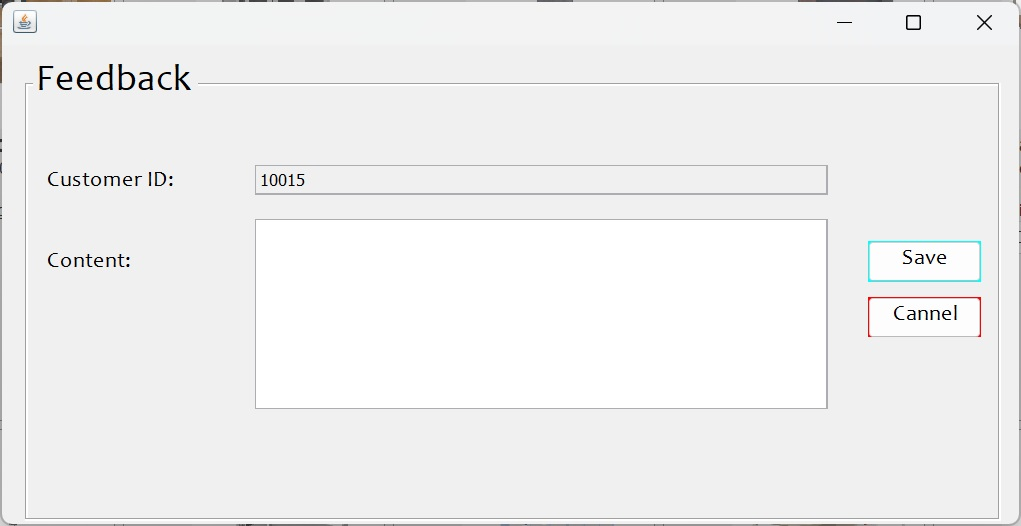 Feedback
Customer ID:
10015
Content:
Save
Cannel